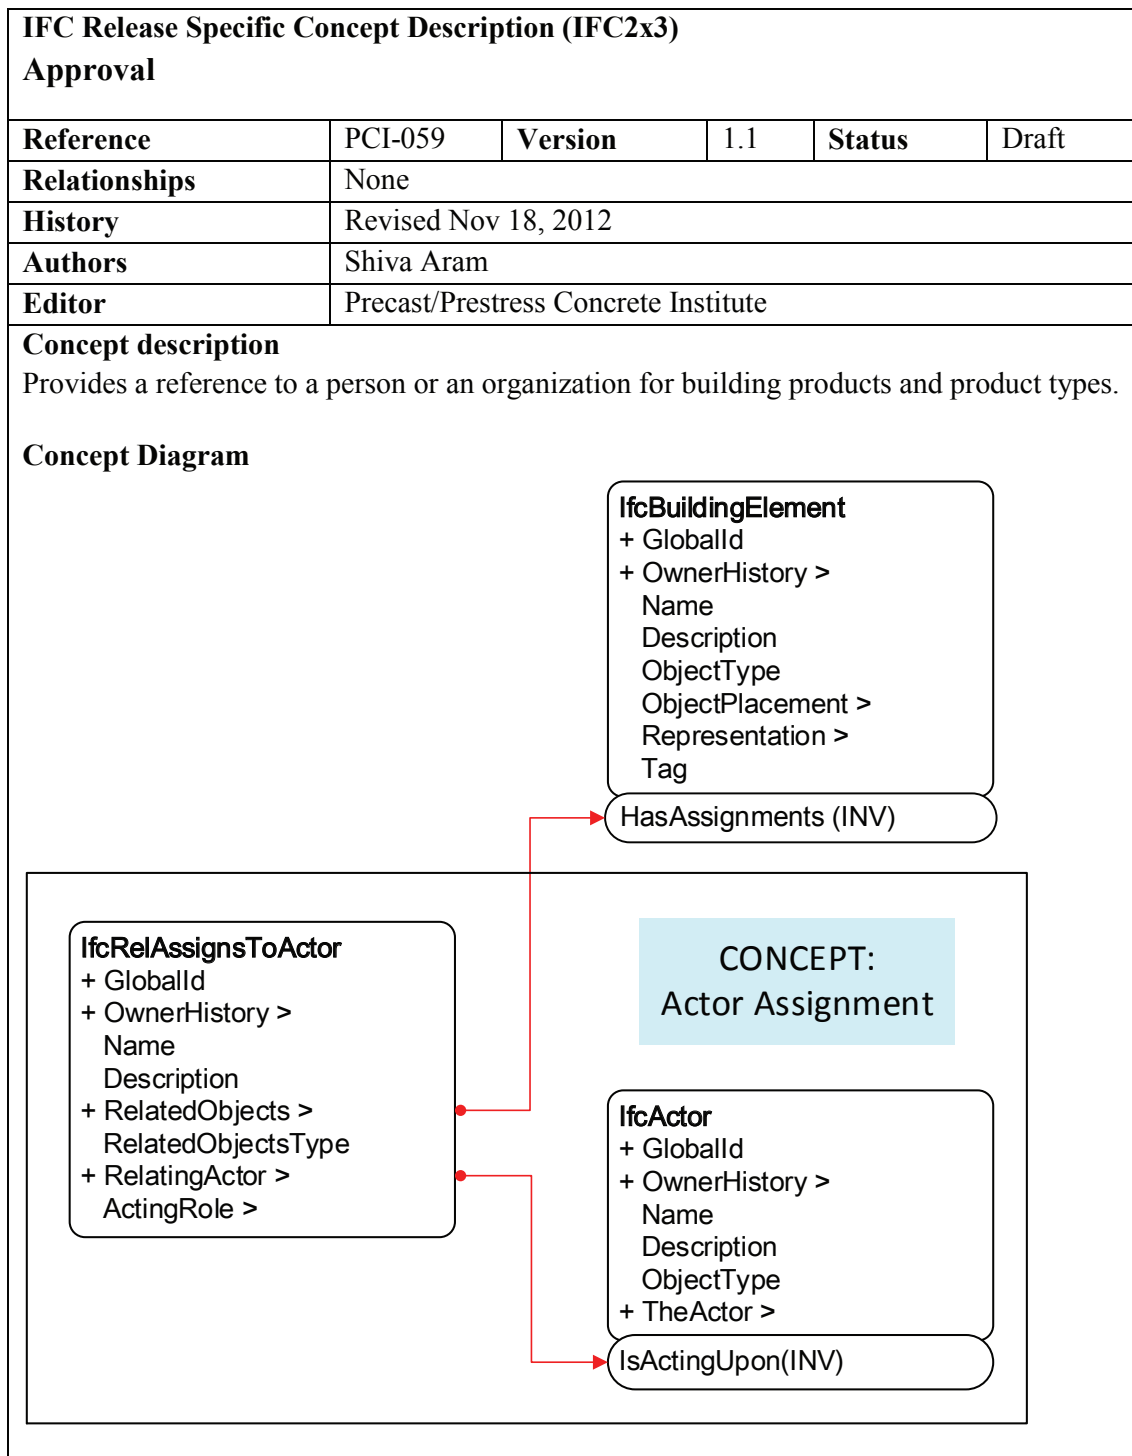 IFC Release Specific Concept Description (IFC2x3)
Approval
Reference PCI-059 Version 1.1 Status Draft
Relationships None
History Revised Nov 18, 2012
Authors Shiva Aram
Editor Precast/Prestress Concrete Institute
Concept description
Provides a reference to a person or an organization for building products and product types.
Concept Diagram
IfcBuildingElement
+ GlobalId
+ OwnerHistory >
Name
Description
ObjectType
ObjectPlacement >
Representation >
Tag
HasAssignments (INV)
IfcRelAssignsToActor
+ GlobalId
+ OwnerHistory >
Name
Description
+ RelatedObjects >
RelatedObjectsType
+ RelatingActor >
ActingRole >
CONCEPT:
Actor Assignment
IfcActor
+ GlobalId
+ OwnerHistory >
Name
Description
ObjectType
+ TheActor >
IsActingUpon(INV)